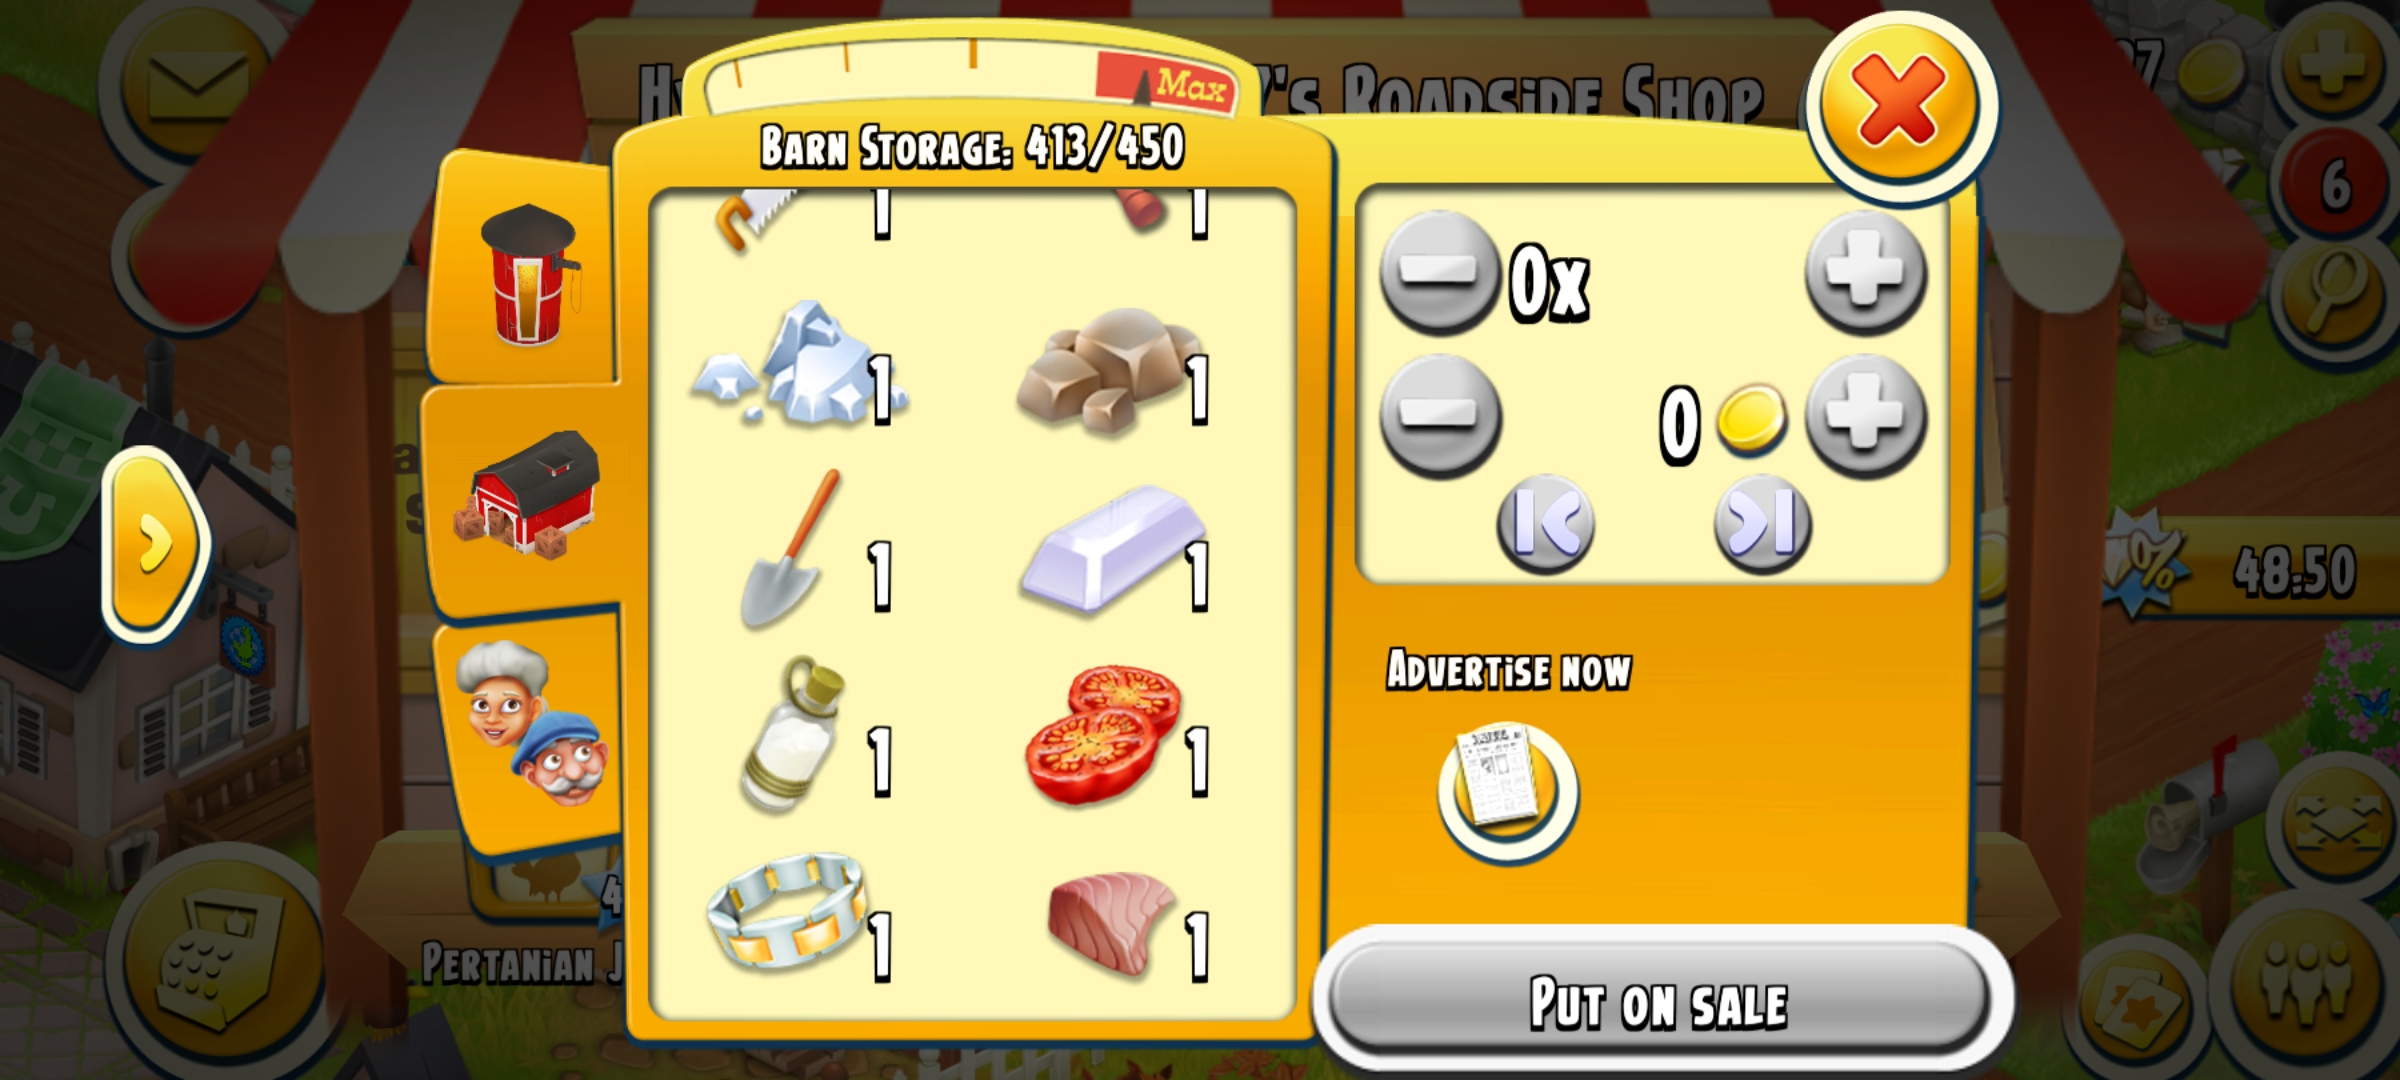 Max
'S ROADSIDE SHOP
BARN STORAGE: 413/450
6
1
1
0x
1
1
0
1
1
48:50
ADVERTISE NOW
1
1
1
1
PERTANIAN J
PUT ON SALE